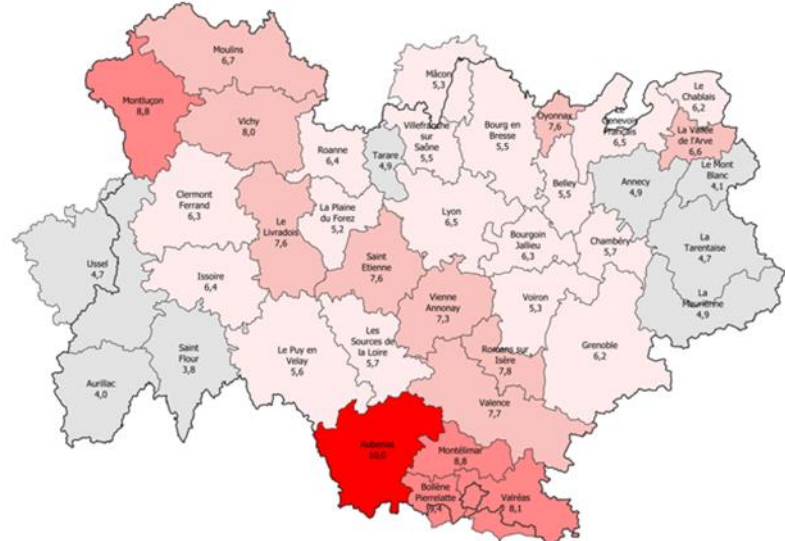 Moulins
6,7
Montluçon
8,8
Vichy
8,0
Mâcon
5,3
Le
Chablais
6,2
Villefranche
sur
Saône
5,5
Bourg en
Bresse
5,5
Oyonnax
7,6
Le
Genevois
Français
6,5
La Vallée
de l'Arve
6,6
Roanne
6,4
Tarare
4,9
Le Mont
Blanc
4,1
Annecy
4,9
Belley
5,5
Clermont
Ferrand
6,3
La Plaine
du Forez
5,2
Lyon
6,5
Le
Livradois
7,6
Bourgoin
Jallieu
6,3
Chambéry
5,7
La
Tarentaise
4,7
Ussel
4,7
Issoire
6,4
Saint
Etienne
7,6
Vienne
Annonay
7,3
Voiron
5,3
La
Maurienne
4,9
Saint
Flour
3,8
Le Puy en
Velay
5,6
Les
Sources de
la Loire
5,7
Romans sur
Isère
7,8
Grenoble
6,2
Aurillac
4,0
Valence
7,7
Aubenas
10,0
Montélimar
8,8
Bollène
Pierrelatte
9,4
Valréas
8,1